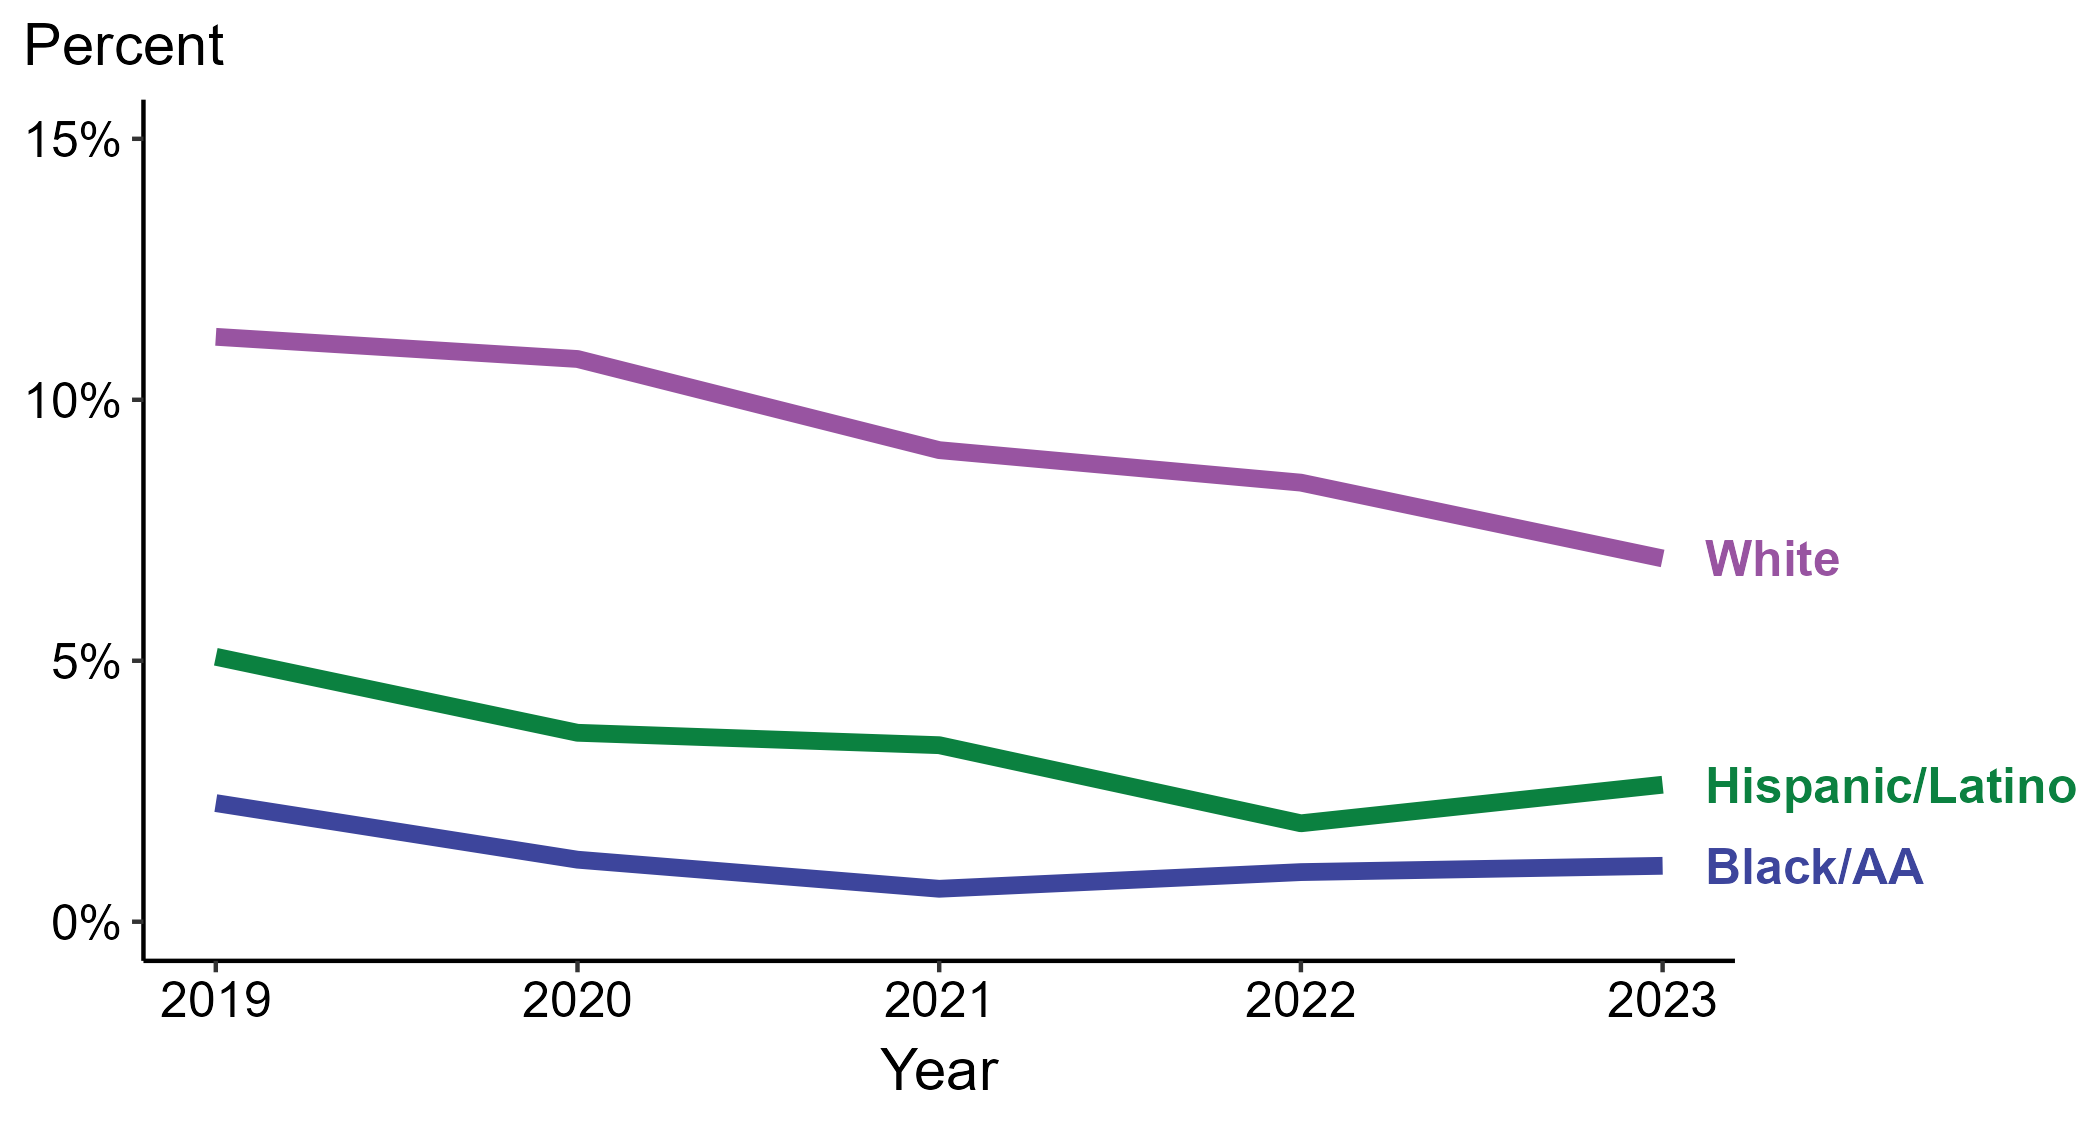 Percent
15%
10%
5%
0%
White
Hispanic/Latino
Black/AA
2019 2020 2021 2022 2023
Year